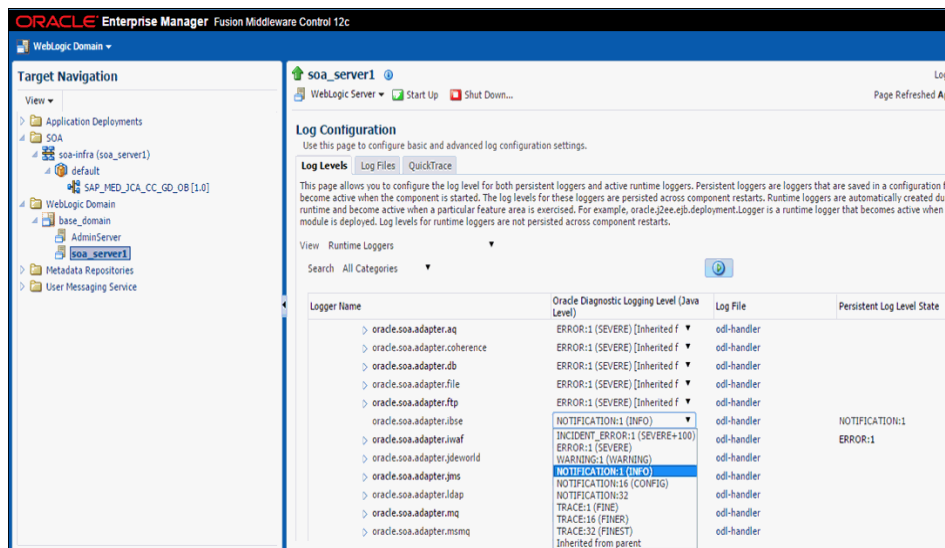 ORACLE Enterprise Manager Fusion Middleware Control 12c
WebLogic Domain
Target Navigation
View
Application Deployments
SOA
soa-infra (soa_server1)
default
SAP_MED_JCA_CC_GD_OB [1.0]
WebLogic Domain
base_domain
AdminServer
soa_server1
Metadata Repositories
User Messaging Service
soa_server1
Log
WebLogic Server Start Up Shut Down...
Page Refreshed A
Log Configuration
Use this page to configure basic and advanced log configuration settings.
Log Levels Log Files QuickTrace
This page allows you to configure the log level for both persistent loggers and active runtime loggers. Persistent loggers are loggers that are saved in a configuration f
become active when the component is started. The log levels for these loggers are persisted across component restarts. Runtime loggers are automatically created du
runtime and become active when a particular feature area is exercised. For example, oracle.j2ee.ejb.deployment.Logger is a runtime logger that becomes active when
module is deployed. Log levels for runtime loggers are not persisted across component restarts.
View Runtime Loggers
Search All Categories
Logger Name
Oracle Diagnostic Logging Level (Java
Level)
Log File
Persistent Log Level State
oracle.soa.adapter.aq ERROR:1 (SEVERE) [Inherited f odl-handler
oracle.soa.adapter.coherence ERROR:1 (SEVERE) [Inherited f odl-handler
oracle.soa.adapter.db ERROR:1 (SEVERE) [Inherited f odl-handler
oracle.soa.adapter.file ERROR:1 (SEVERE) [Inherited f odl-handler
oracle.soa.adapter.ftp ERROR:1 (SEVERE) [Inherited f odl-handler
oracle.soa.adapter.ibse NOTIFICATION:1 (INFO) odl-handler NOTIFICATION:1
oracle.soa.adapter.iwaf odl-handler ERROR:1
oracle.soa.adapter.jdeworld odl-handler
oracle.soa.adapter.jms odl-handler
oracle.soa.adapter.ldap odl-handler
oracle.soa.adapter.mq odl-handler
oracle.soa.adapter.msmq odl-handler
INCIDENT_ERROR:1 (SEVERE+100)
ERROR:1 (SEVERE)
WARNING:1 (WARNING)
NOTIFICATION:1 (INFO)
NOTIFICATION:16 (CONFIG)
NOTIFICATION:32
TRACE:1 (FINE)
TRACE:16 (FINER)
TRACE:32 (FINEST)
Inherited from parent